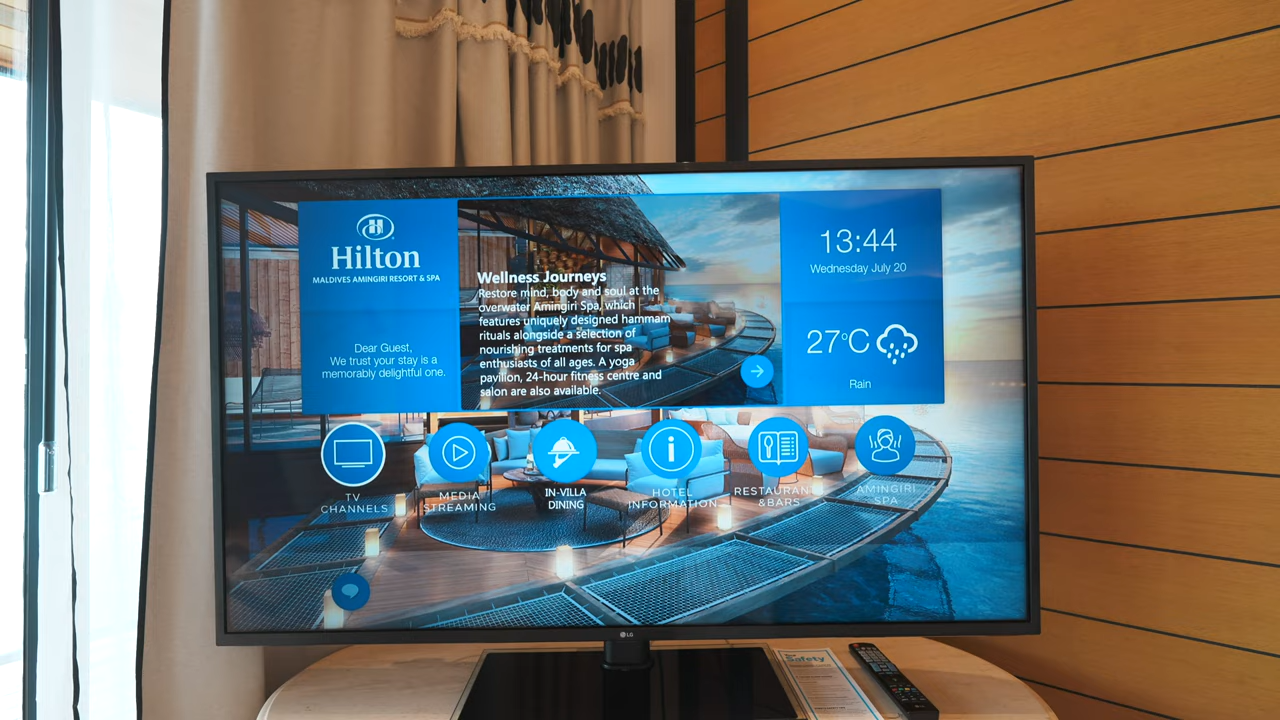 Hilton
MALDIVES AMINGIRI RESORT & SPA
Dear Guest,
We trust your stay is a
memorably delightful one.
Wellness Journeys
Restore mind, body and soul at the
overwater Amingiri Spa, which
features uniquely designed hammam
rituals alongside a selection of
nourishing treatments for spa
enthusiasts of all ages. A yoga
pavilion, 24-hour fitness centre and
salon are also available.
13:44
Wednesday July 20
27°C
Rain
TV
CHANNELS
MEDIA
STREAMING
IN-VILLA
DINING
HOTEL
INFORMATION
RESTAURANTS
&BARS
AMINGIRI
SPA
LG
Safety